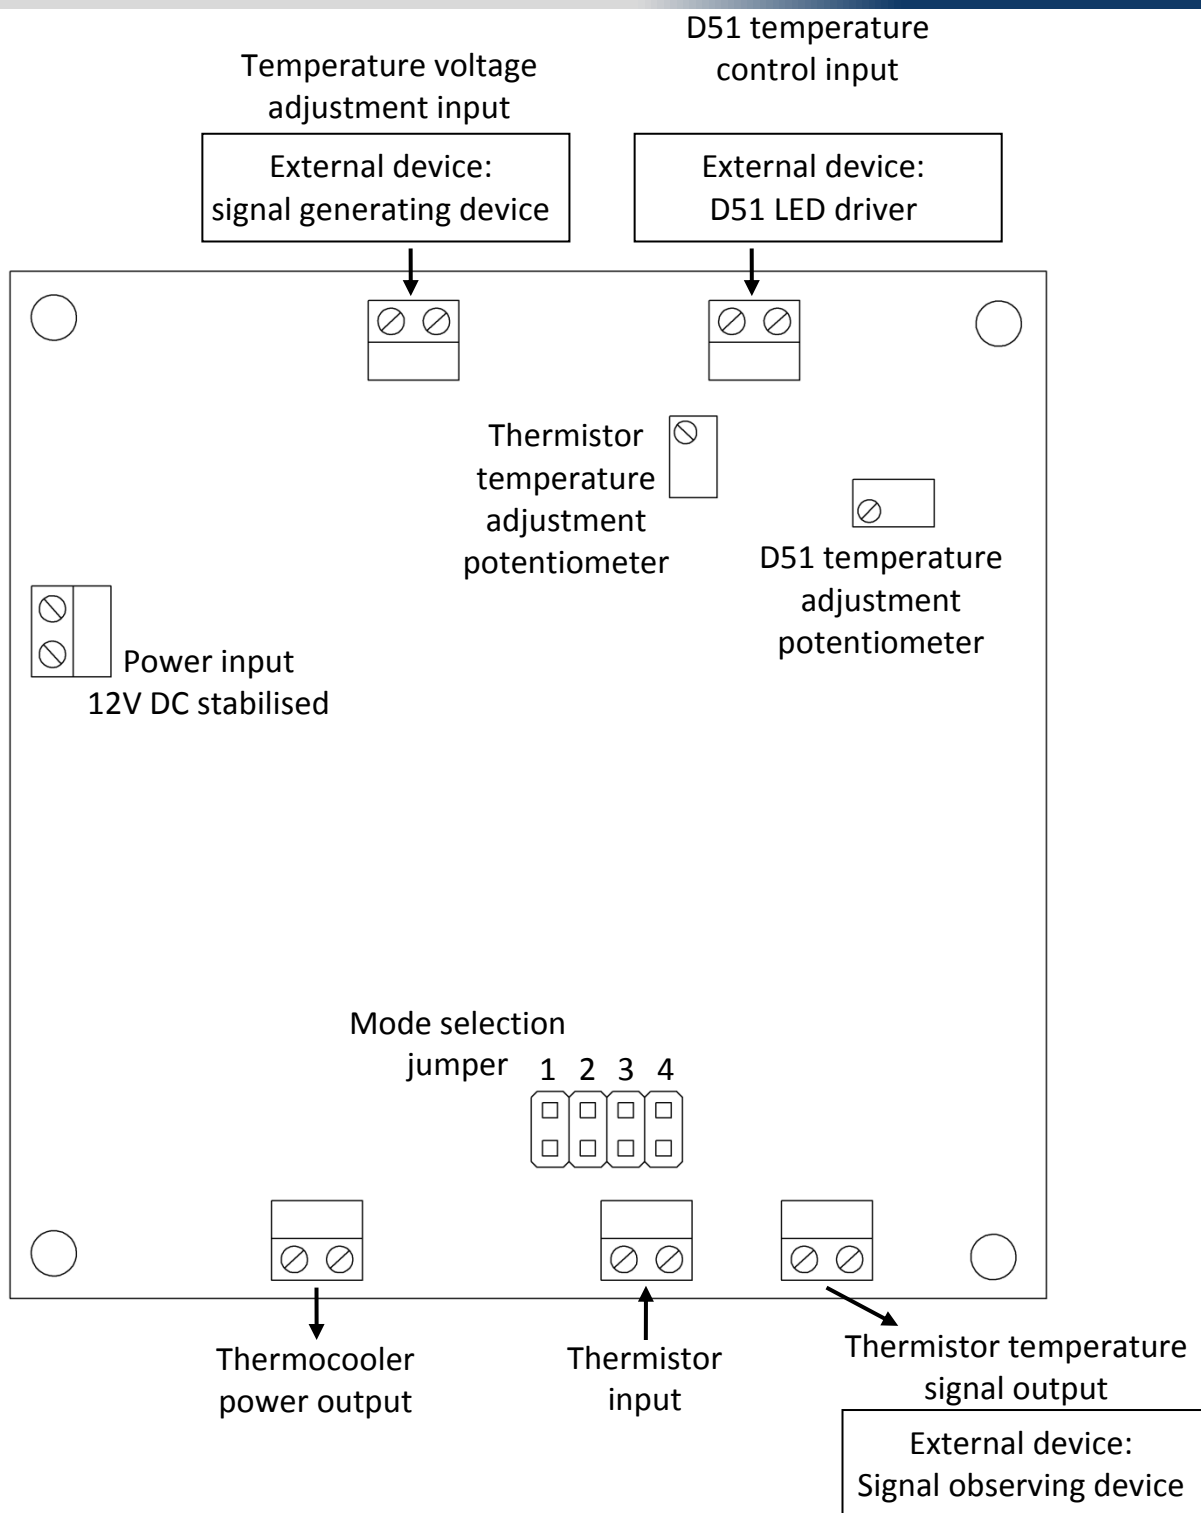 D51 temperature
control input
Temperature voltage
adjustment input
External device:
signal generating device
External device:
D51 LED driver
Thermistor
temperature
adjustment
potentiometer
D51 temperature
adjustment
potentiometer
Power input
12V DC stabilised
Mode selection
jumper
1 2 3 4
Thermocooler
power output
Thermistor
input
Thermistor temperature
signal output
External device:
Signal observing device